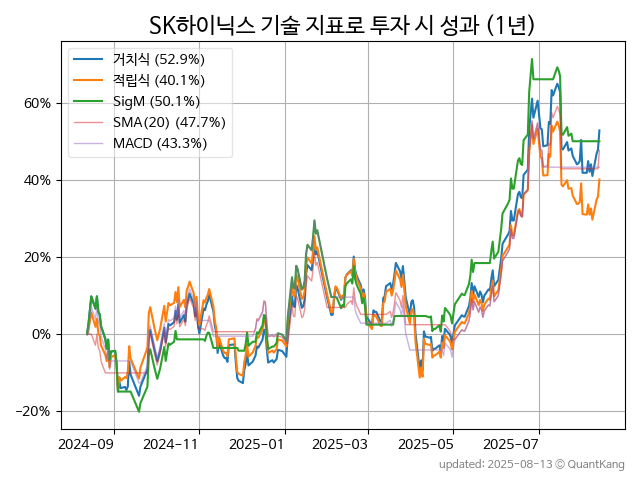 SK하이닉스 기술 지표로 투자 시 성과 (1년)
거치식 (52.9%)
적립식 (40.1%)
SigM (50.1%)
SMA(20) (47.7%)
MACD (43.3%)
60%
40%
20%
0%
−20%
2024−09
2024−11
2025−01
2025−03
2025−05
2025−07
updated: 2025-08-13 ⓒ QuantKang